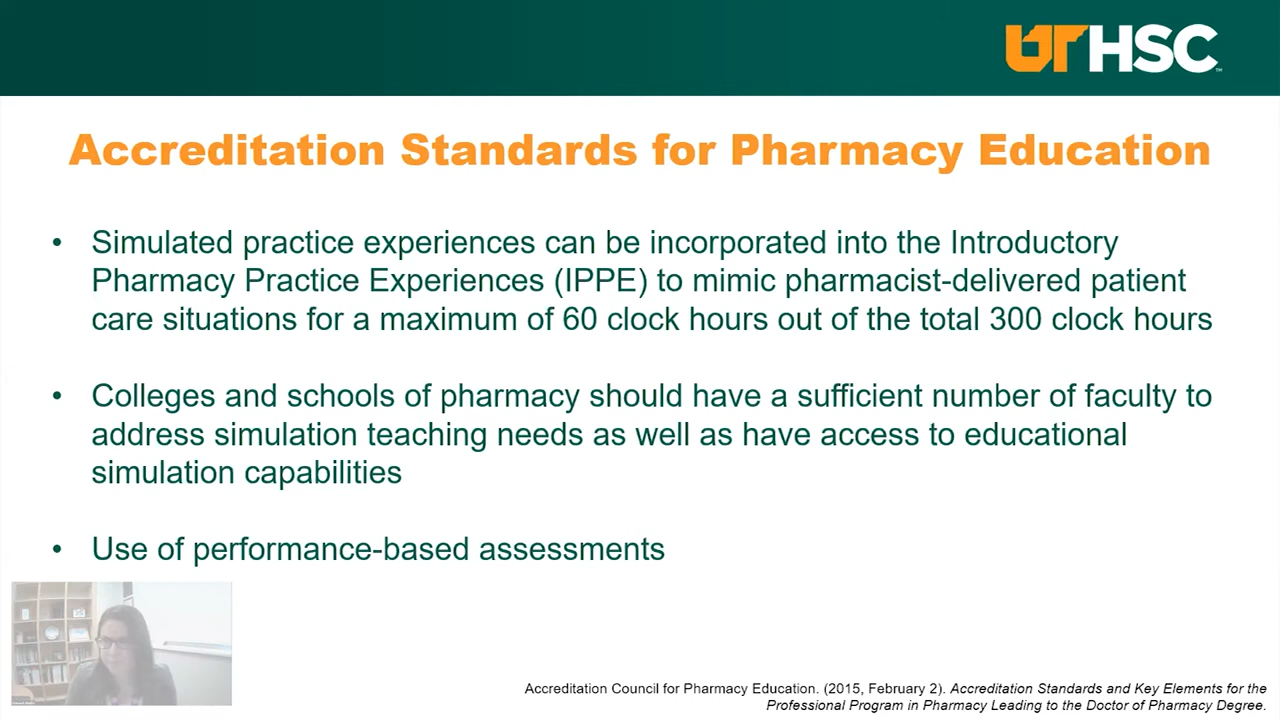 UTHSC
Accreditation Standards for Pharmacy Education
• Simulated practice experiences can be incorporated into the Introductory
Pharmacy Practice Experiences (IPPE) to mimic pharmacist-delivered patient
care situations for a maximum of 60 clock hours out of the total 300 clock hours
• Colleges and schools of pharmacy should have a sufficient number of faculty to
address simulation teaching needs as well as have access to educational
simulation capabilities
• Use of performance-based assessments
Accreditation Council for Pharmacy Education. (2015, February 2). Accreditation Standards and Key Elements for the
Professional Program in Pharmacy Leading to the Doctor of Pharmacy Degree.